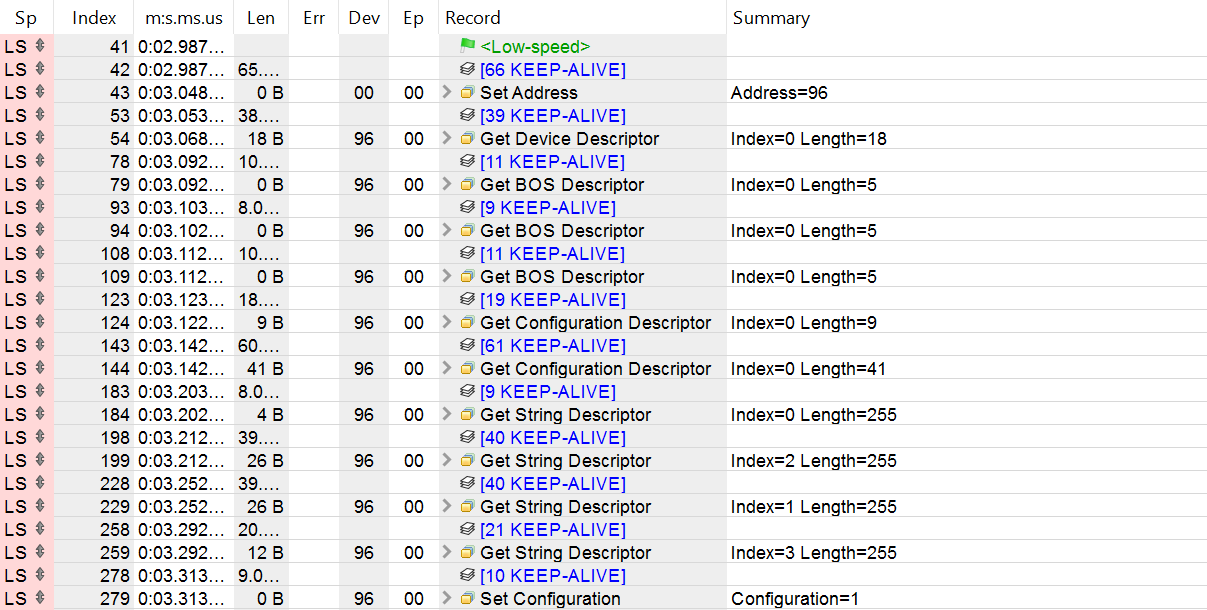 Sp Index m:s.ms.us Len Err Dev Ep Record Summary
LS 41 0:02.987... <Low-speed>
LS 42 0:02.987... 65.... [66 KEEP-ALIVE]
LS 43 0:03.048... 0 B 00 00 Set Address Address=96
LS 53 0:03.053... 38.... [39 KEEP-ALIVE]
LS 54 0:03.068... 18 B 96 00 Get Device Descriptor Index=0 Length=18
LS 78 0:03.092... 10.... [11 KEEP-ALIVE]
LS 79 0:03.092... 0 B 96 00 Get BOS Descriptor Index=0 Length=5
LS 93 0:03.103... 8.0... [9 KEEP-ALIVE]
LS 94 0:03.102... 0 B 96 00 Get BOS Descriptor Index=0 Length=5
LS 108 0:03.112... 10.... [11 KEEP-ALIVE]
LS 109 0:03.112... 0 B 96 00 Get BOS Descriptor Index=0 Length=5
LS 123 0:03.123... 18.... [19 KEEP-ALIVE]
LS 124 0:03.122... 9 B 96 00 Get Configuration Descriptor Index=0 Length=9
LS 143 0:03.142... 60.... [61 KEEP-ALIVE]
LS 144 0:03.142... 41 B 96 00 Get Configuration Descriptor Index=0 Length=41
LS 183 0:03.203... 8.0... [9 KEEP-ALIVE]
LS 184 0:03.202... 4 B 96 00 Get String Descriptor Index=0 Length=255
LS 198 0:03.212... 39.... [40 KEEP-ALIVE]
LS 199 0:03.212... 26 B 96 00 Get String Descriptor Index=2 Length=255
LS 228 0:03.252... 39.... [40 KEEP-ALIVE]
LS 229 0:03.252... 26 B 96 00 Get String Descriptor Index=1 Length=255
LS 258 0:03.292... 20.... [21 KEEP-ALIVE]
LS 259 0:03.292... 12 B 96 00 Get String Descriptor Index=3 Length=255
LS 278 0:03.313... 9.0... [10 KEEP-ALIVE]
LS 279 0:03.313... 0 B 96 00 Set Configuration Configuration=1